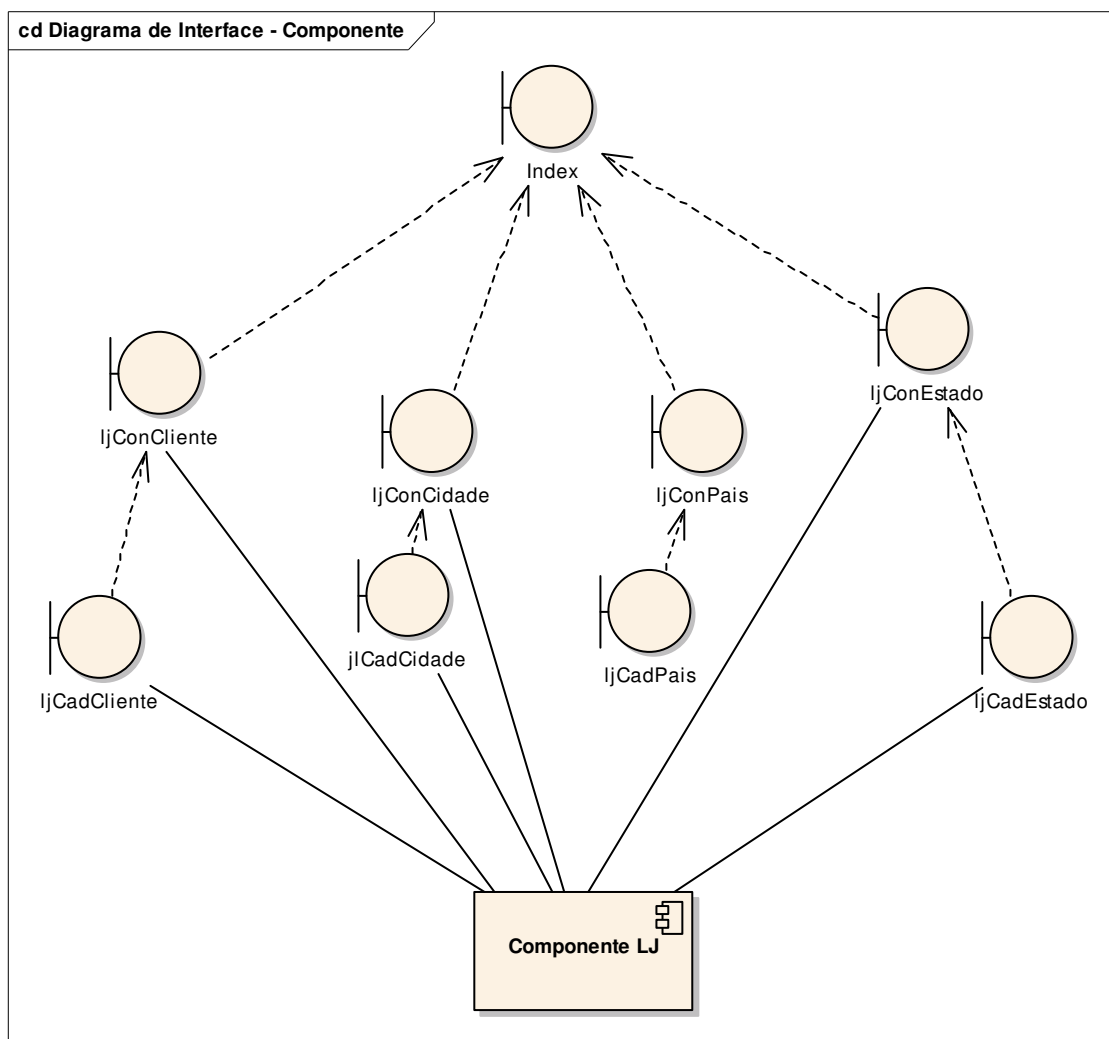 cd Diagrama de Interface - Componente
Index
ljConCliente
ljConCidade
ljConPais
ljConEstado
ljCadCliente
jlCadCidade
ljCadPais
ljCadEstado
Componente LJ